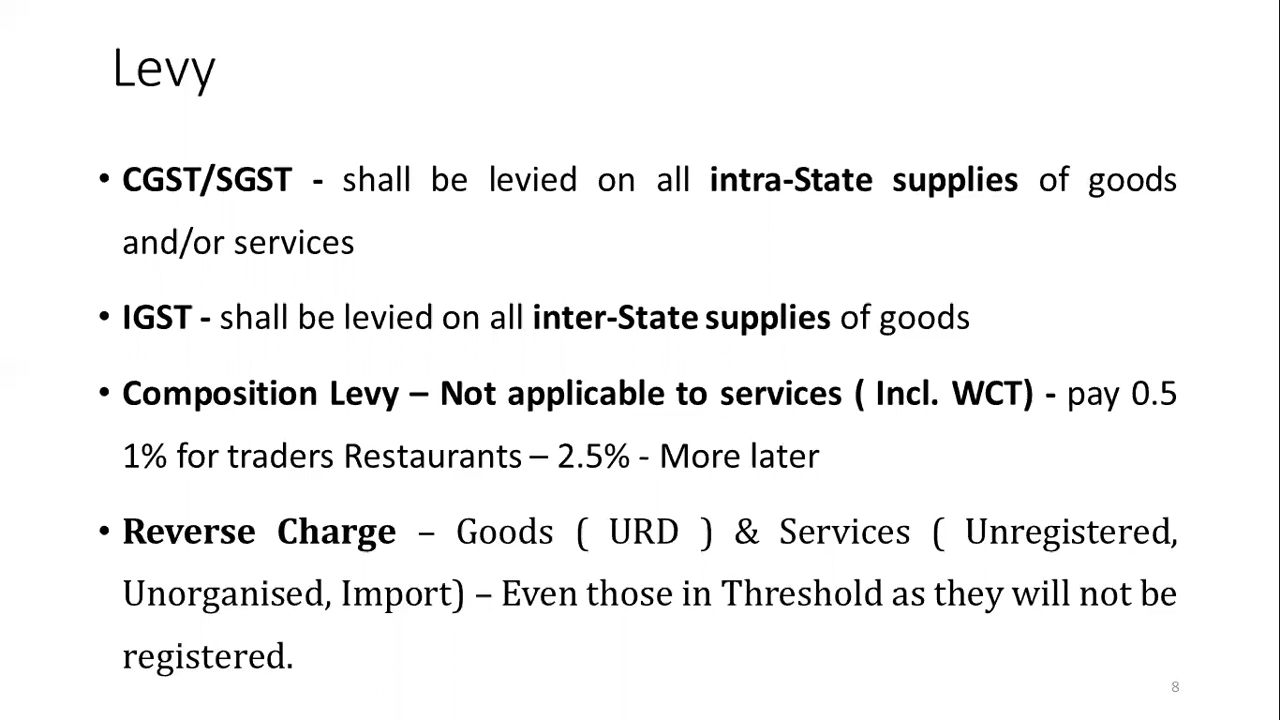 Levy
• CGST/SGST - shall be levied on all intra-State supplies of goods
and/or services
• IGST - shall be levied on all inter-State supplies of goods
• Composition Levy – Not applicable to services ( Incl. WCT) - pay 0.5
1% for traders Restaurants – 2.5% - More later
• Reverse Charge – Goods ( URD ) & Services ( Unregistered,
Unorganised, Import) – Even those in Threshold as they will not be
registered.
8